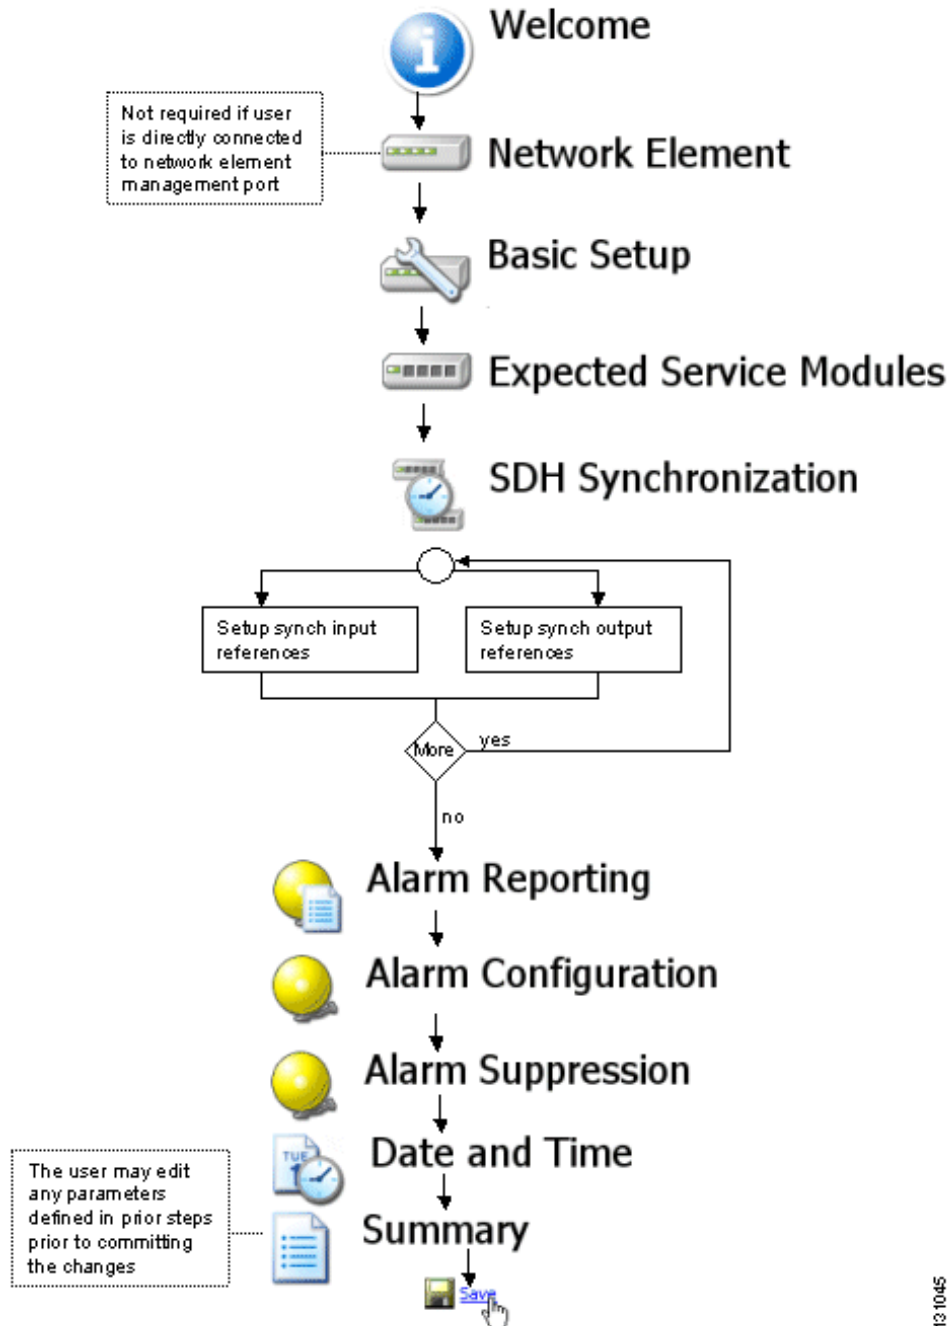 Welcome
Not required if user
is directly connected
to network element
management port
Network Element
Basic Setup
Expected Service Modules
SDH Synchronization
Setup synch input
references
Setup synch output
references
More
yes
no
Alarm Reporting
Alarm Configuration
Alarm Suppression
TUE
1
Date and Time
The user may edit
any parameters
defined in prior steps
prior to committing
the changes
Summary
Save
131045